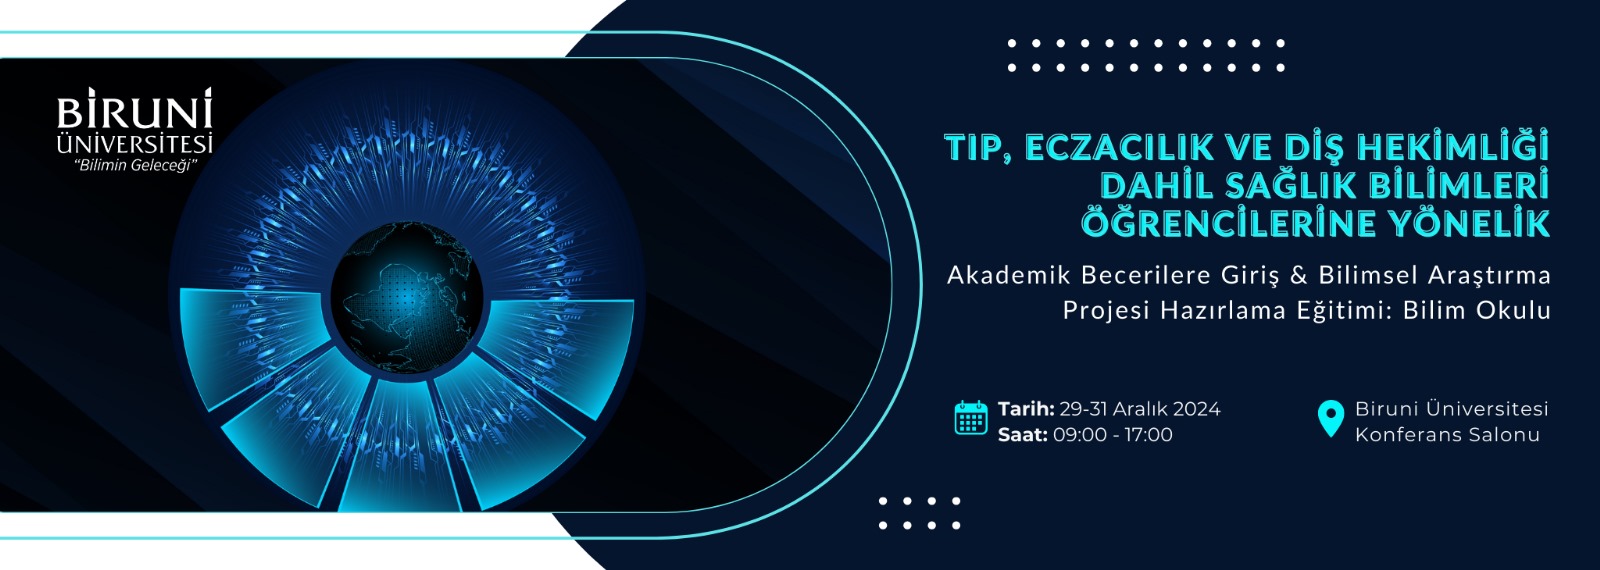 BİRUNİ
ÜNİVERSİTESİ
“Bilimin Geleceği”
TIP, ECZACILIK VE DİŞ HEKİMLİĞİ
DAHİL SAĞLIK BİLİMLERİ
ÖĞRENCİLERİNE YÖNELİK
Akademik Becerilere Giriş & Bilimsel Araştırma
Projesi Hazırlama Eğitimi: Bilim Okulu
Tarih: 29-31 Aralık 2024
Saat: 09:00 - 17:00
Biruni Üniversitesi
Konferans Salonu